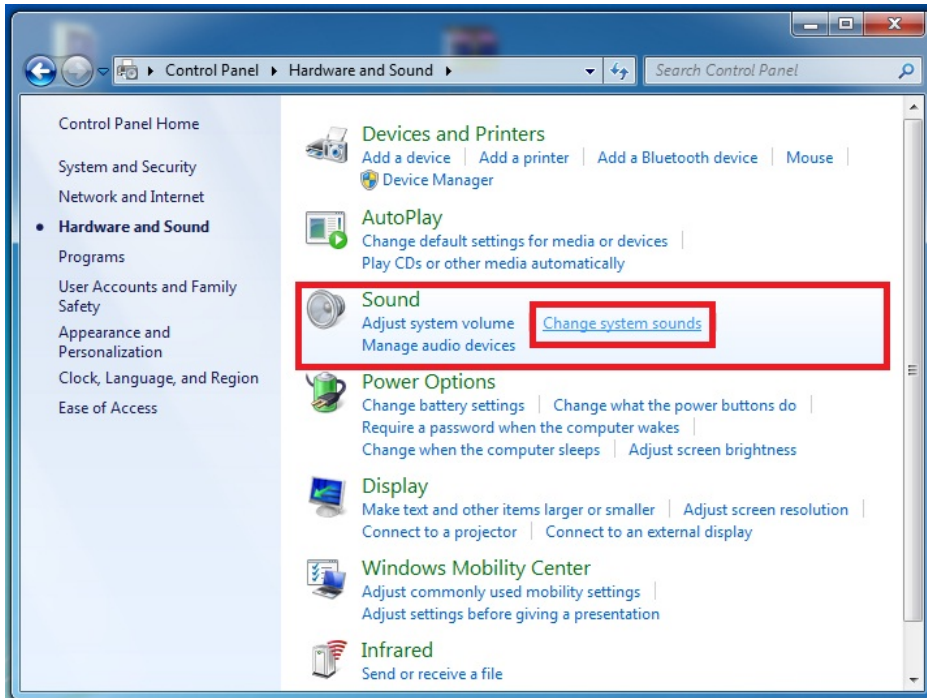 Control Panel Hardware and Sound Search Control Panel
Control Panel Home
System and Security
Network and Internet
Hardware and Sound
Programs
User Accounts and Family
Safety
Appearance and
Personalization
Clock, Language, and Region
Ease of Access
Devices and Printers
Add a device Add a printer Add a Bluetooth device Mouse
Device Manager
AutoPlay
Change default settings for media or devices
Play CDs or other media automatically
Sound
Adjust system volume Change system sounds
Manage audio devices
Power Options
Change battery settings Change what the power buttons do
Require a password when the computer wakes
Change when the computer sleeps Adjust screen brightness
Display
Make text and other items larger or smaller Adjust screen resolution
Connect to a projector Connect to an external display
Windows Mobility Center
Adjust commonly used mobility settings
Adjust settings before giving a presentation
Infrared
Send or receive a file